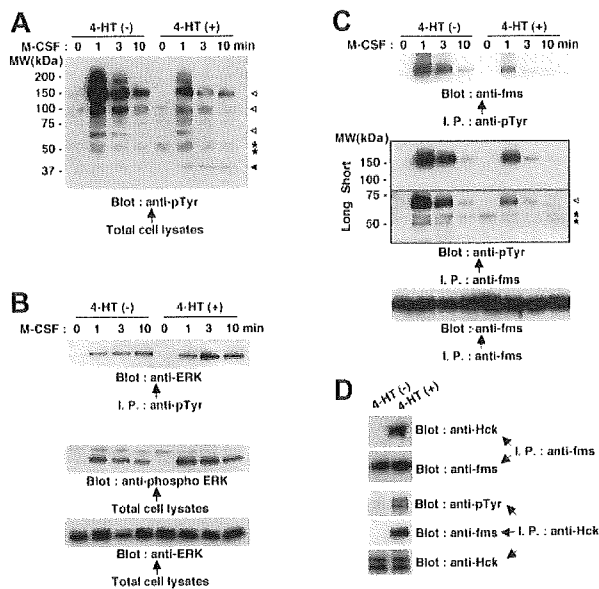 A
4-HT (-) 4-HT (+)
M-CSF : 0 1 3 10 0 1 3 10 min
MW(kDa)
200 -
150 -
100 -
75 -
50 -
37 -
Blot : anti-pTyr
Total cell lysates
B
4-HT (-) 4-HT (+)
M-CSF : 0 1 3 10 0 1 3 10 min
Blot : anti-ERK
I. P. : anti-pTyr
Blot : anti-phospho ERK
Total cell lysates
Blot : anti-ERK
Total cell lysates
C
4-HT (-) 4-HT (+)
M-CSF : 0 1 3 10 0 1 3 10 min
Blot : anti-fms
I. P. : anti-pTyr
MW(kDa)
150 -
100 -
75 -
50 -
Long Short
Blot : anti-pTyr
I. P. : anti-fms
Blot : anti-fms
I. P. : anti-fms
D
4-HT (-)
4-HT (+)
Blot : anti-Hck
I. P. : anti-fms
Blot : anti-fms
Blot : anti-pTyr
Blot : anti-fms
I. P. : anti-Hck
Blot : anti-Hck